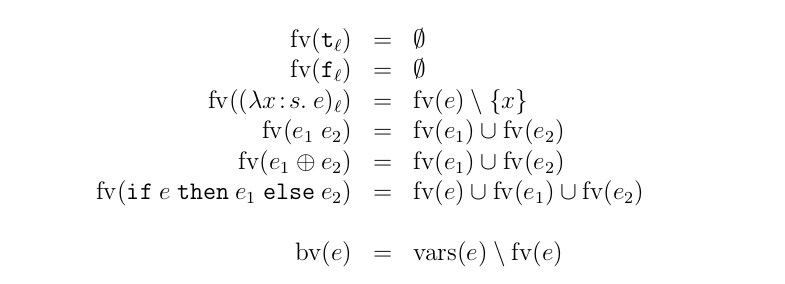 fv(t_ℓ) = ∅
fv(f_ℓ) = ∅
fv((λx : s. e)_ℓ) = fv(e) \ {x}
fv(e₁ e₂) = fv(e₁) ∪ fv(e₂)
fv(e₁ ⊕ e₂) = fv(e₁) ∪ fv(e₂)
fv(if e then e₁ else e₂) = fv(e) ∪ fv(e₁) ∪ fv(e₂)
bv(e) = vars(e) \ fv(e)